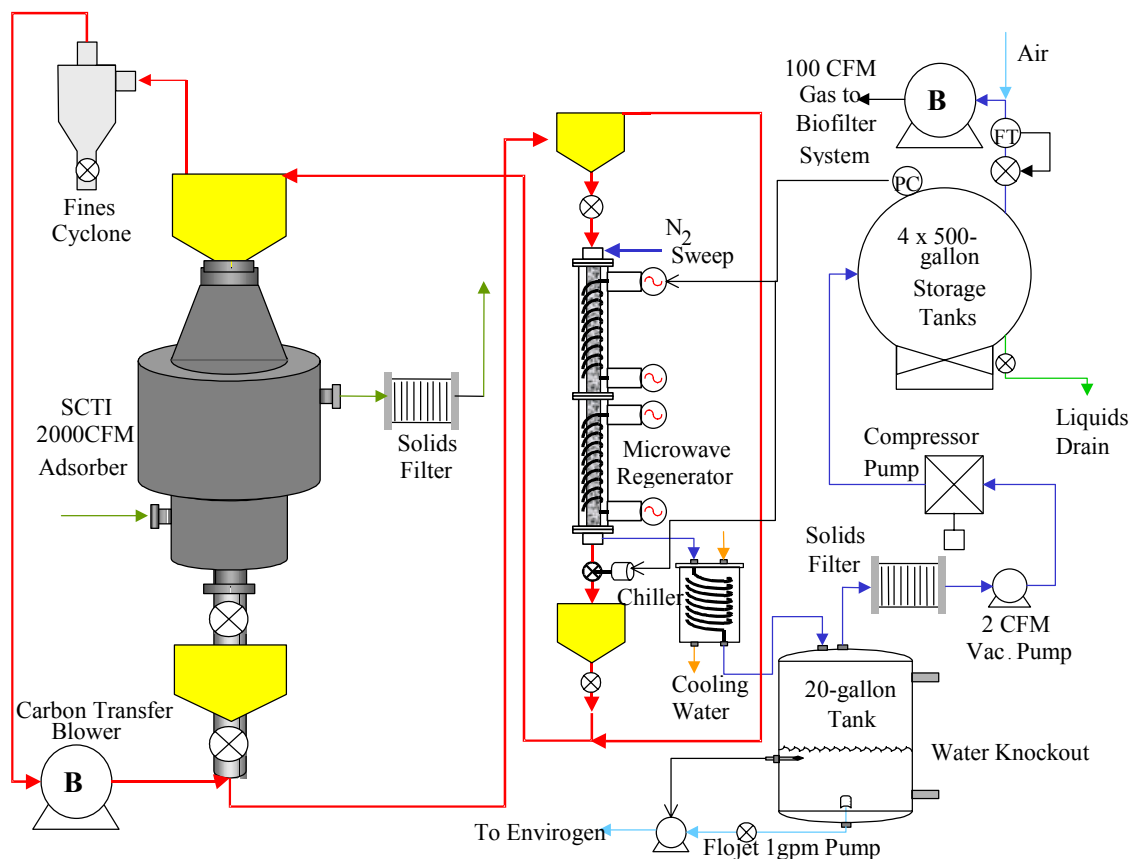 100 CFM
Gas to
Biofilter
System
B
Air
FT
PC
Fines
Cyclone
N2
Sweep
4 x 500-
gallon
Storage
Tanks
SCTI
2000CFM
Adsorber
Solids
Filter
Microwave
Regenerator
Liquids
Drain
Compressor
Pump
Solids
Filter
Chiller
2 CFM
Vac. Pump
Cooling
Water
20-gallon
Tank
Carbon Transfer
Blower
B
Water Knockout
To Envirogen
Flojet 1gpm Pump